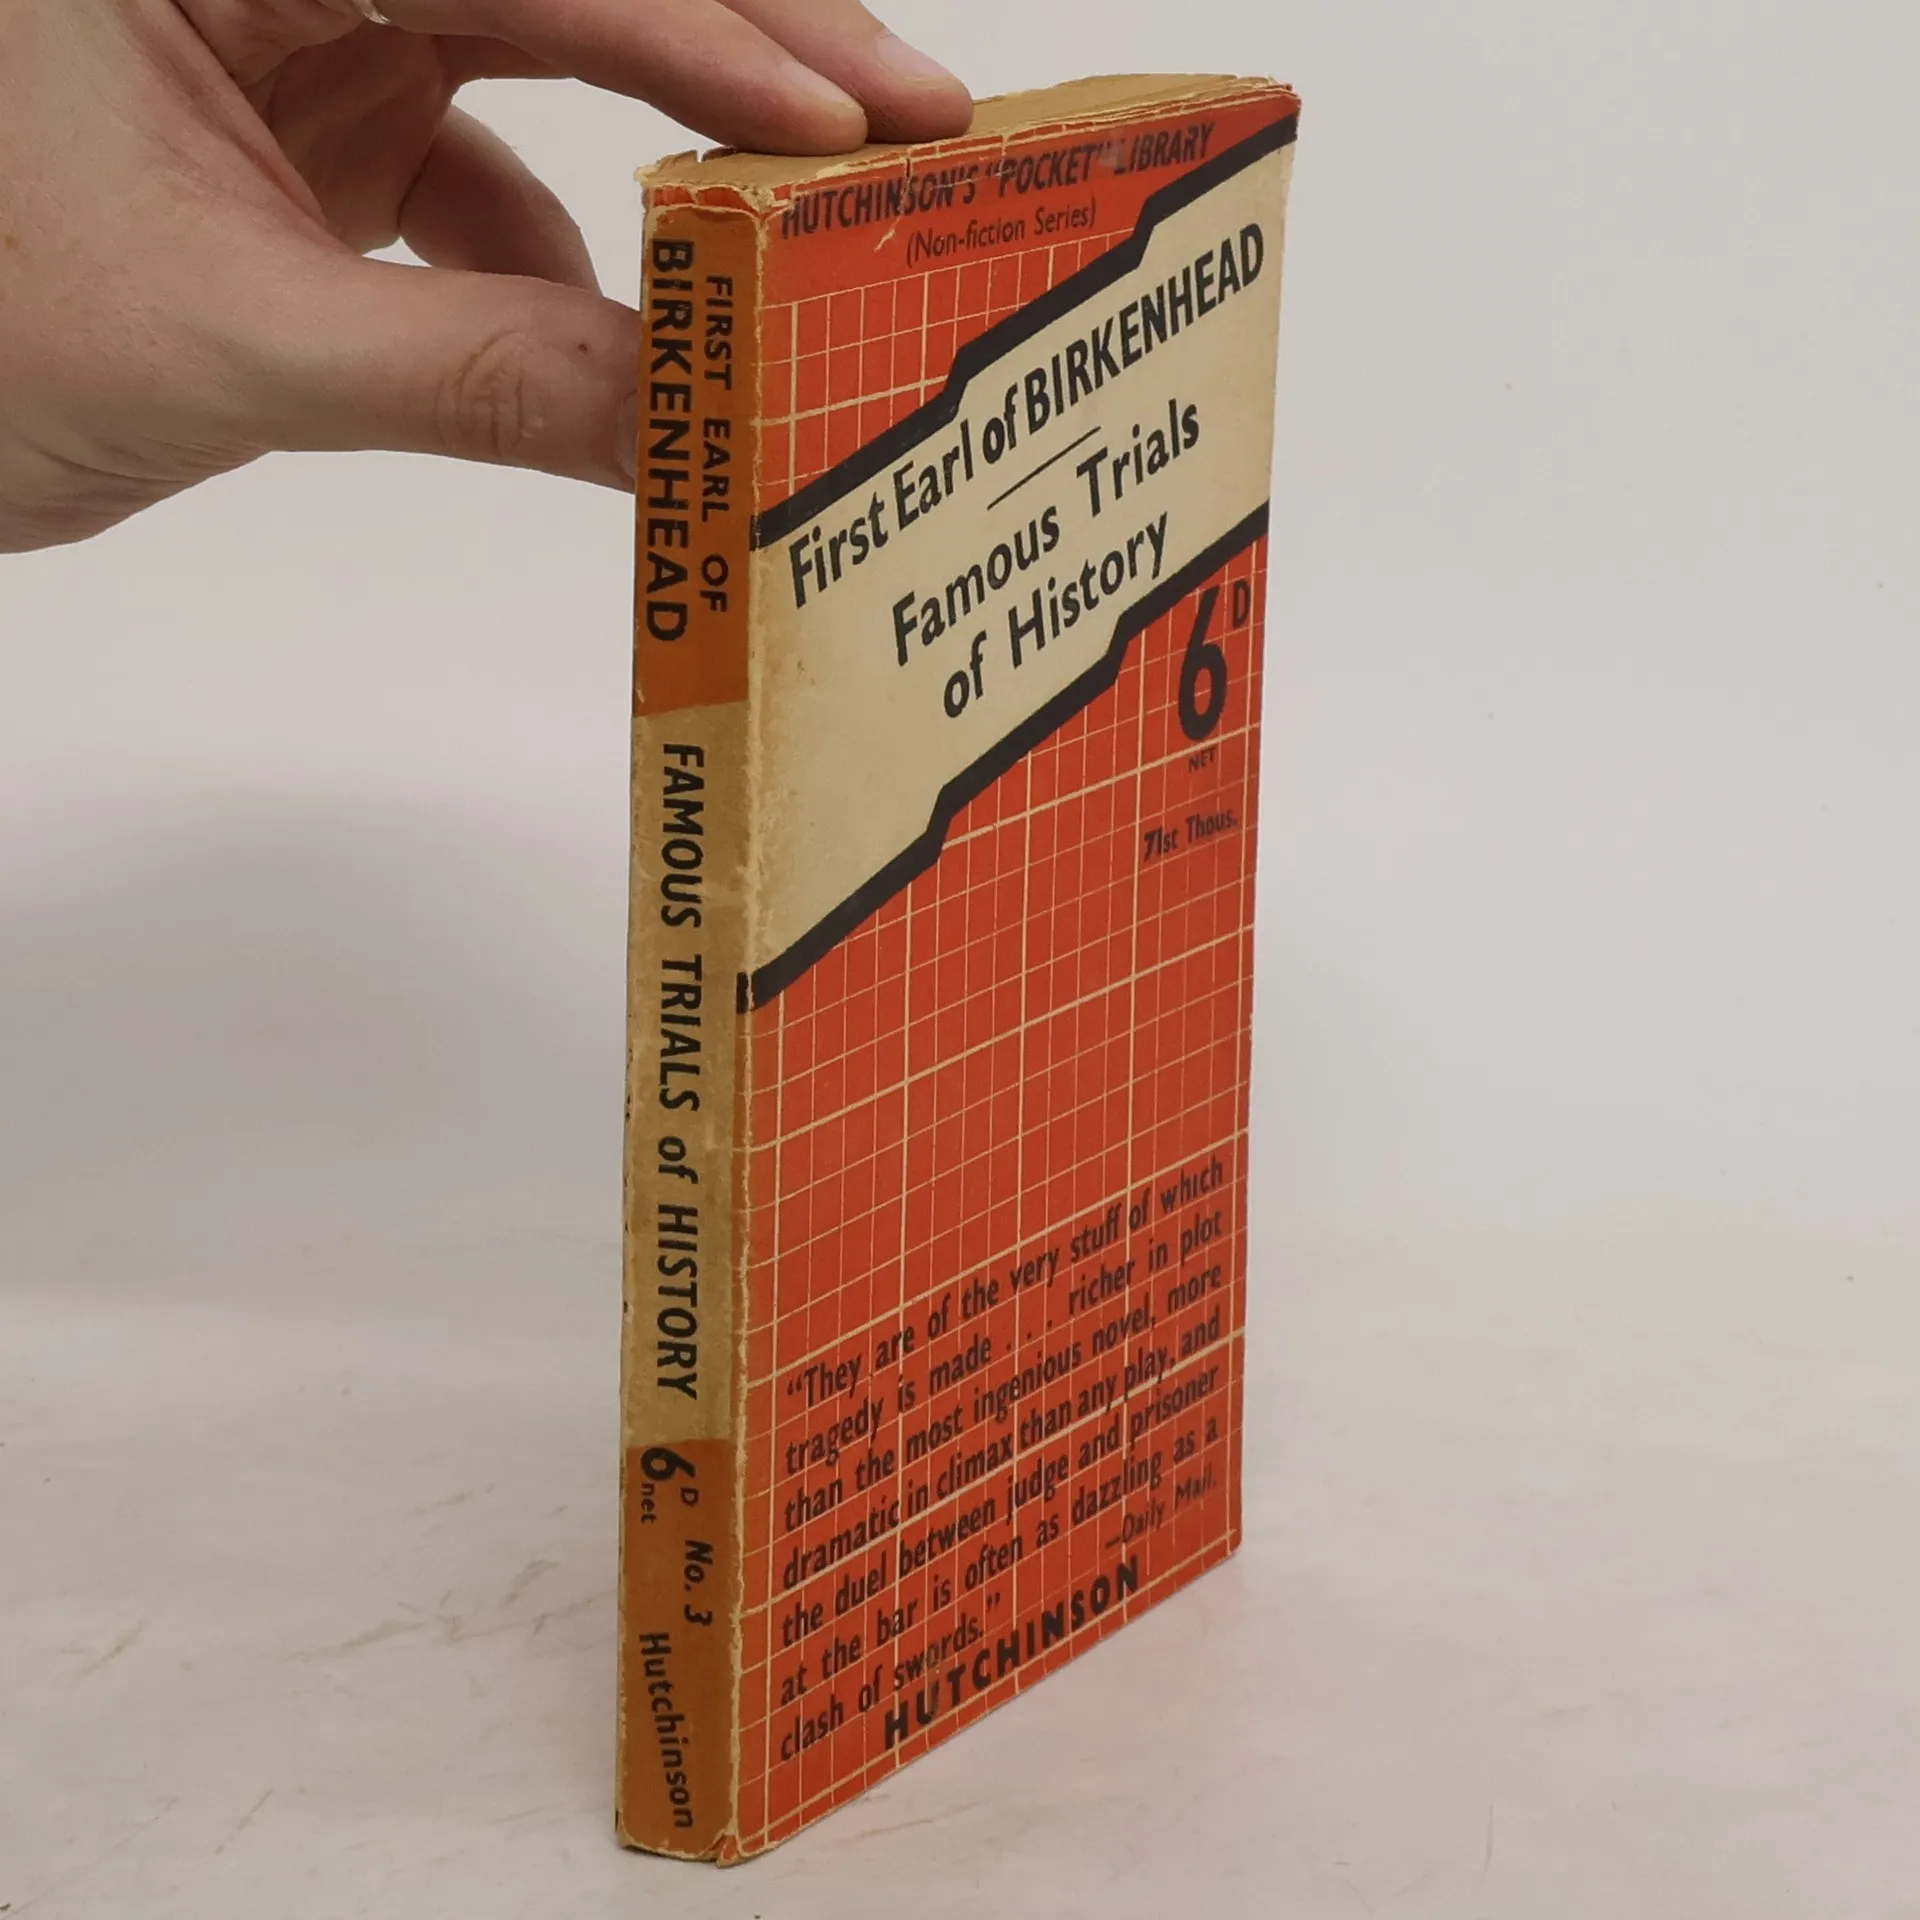 FIRST EARL OF
BIRKENHEAD
FAMOUS TRIALS of HISTORY
6D net
No. 3
Hutchinson
HUTCHINSON'S "POCKET" LIBRARY
(Non-fiction Series)
First Earl of BIRKENHEAD
Famous Trials
of History
6D
NET
71st Thous.
"They are of the very stuff of which
tragedy is made . . . richer in plot
than the most ingenious novel, more
dramatic in climax than any play, and
the duel between judge and prisoner
at the bar is often as dazzling as a
clash of swords."
—Daily Mail.
HUTCHINSON